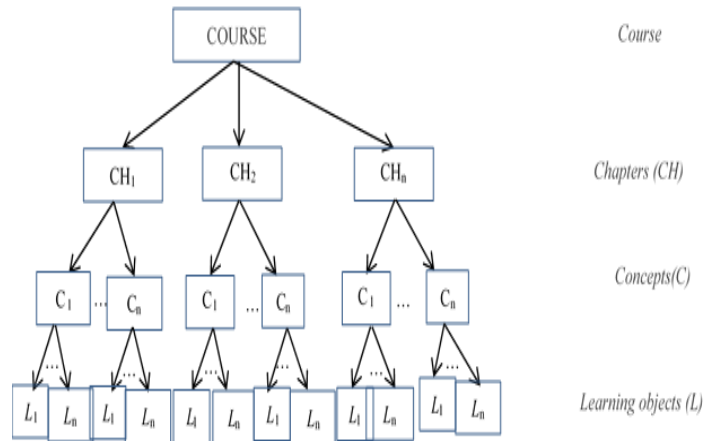 COURSE Course
CH₁ CH₂ CHₙ Chapters (CH)
C₁ ... Cₙ C₁ ... Cₙ C₁ ... Cₙ Concepts(C)
... ... ... ... ... ...
L₁ Lₙ L₁ Lₙ L₁ Lₙ L₁ Lₙ L₁ Lₙ L₁ Lₙ Learning objects (L)